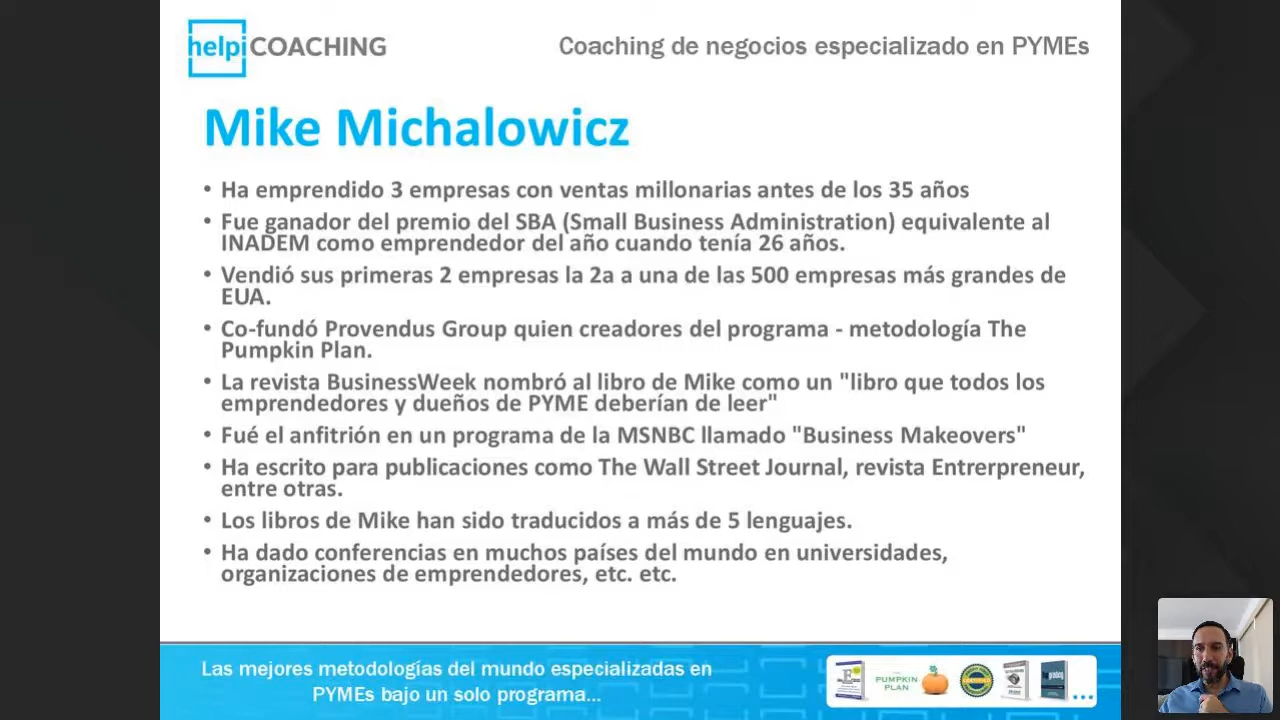 helpi COACHING
Coaching de negocios especializado en PYMEs
Mike Michalowicz
• Ha emprendido 3 empresas con ventas millonarias antes de los 35 años
• Fue ganador del premio del SBA (Small Business Administration) equivalente al
INADEM como emprendedor del año cuando tenía 26 años.
• Vendió sus primeras 2 empresas la 2a a una de las 500 empresas más grandes de
EUA.
• Co-fundó Provendus Group quien creadores del programa - metodología The
Pumpkin Plan.
• La revista BusinessWeek nombró al libro de Mike como un "libro que todos los
emprendedores y dueños de PYME deberían de leer"
• Fué el anfitrión en un programa de la MSNBC llamado "Business Makeovers"
• Ha escrito para publicaciones como The Wall Street Journal, revista Entrerpreneur,
entre otras.
• Los libros de Mike han sido traducidos a más de 5 lenguajes.
• Ha dado conferencias en muchos países del mundo en universidades,
organizaciones de emprendedores, etc. etc.
Las mejores metodologías del mundo especializadas en
PYMEs bajo un solo programa...
PUMPKIN
PLAN
CERTIFIED
...